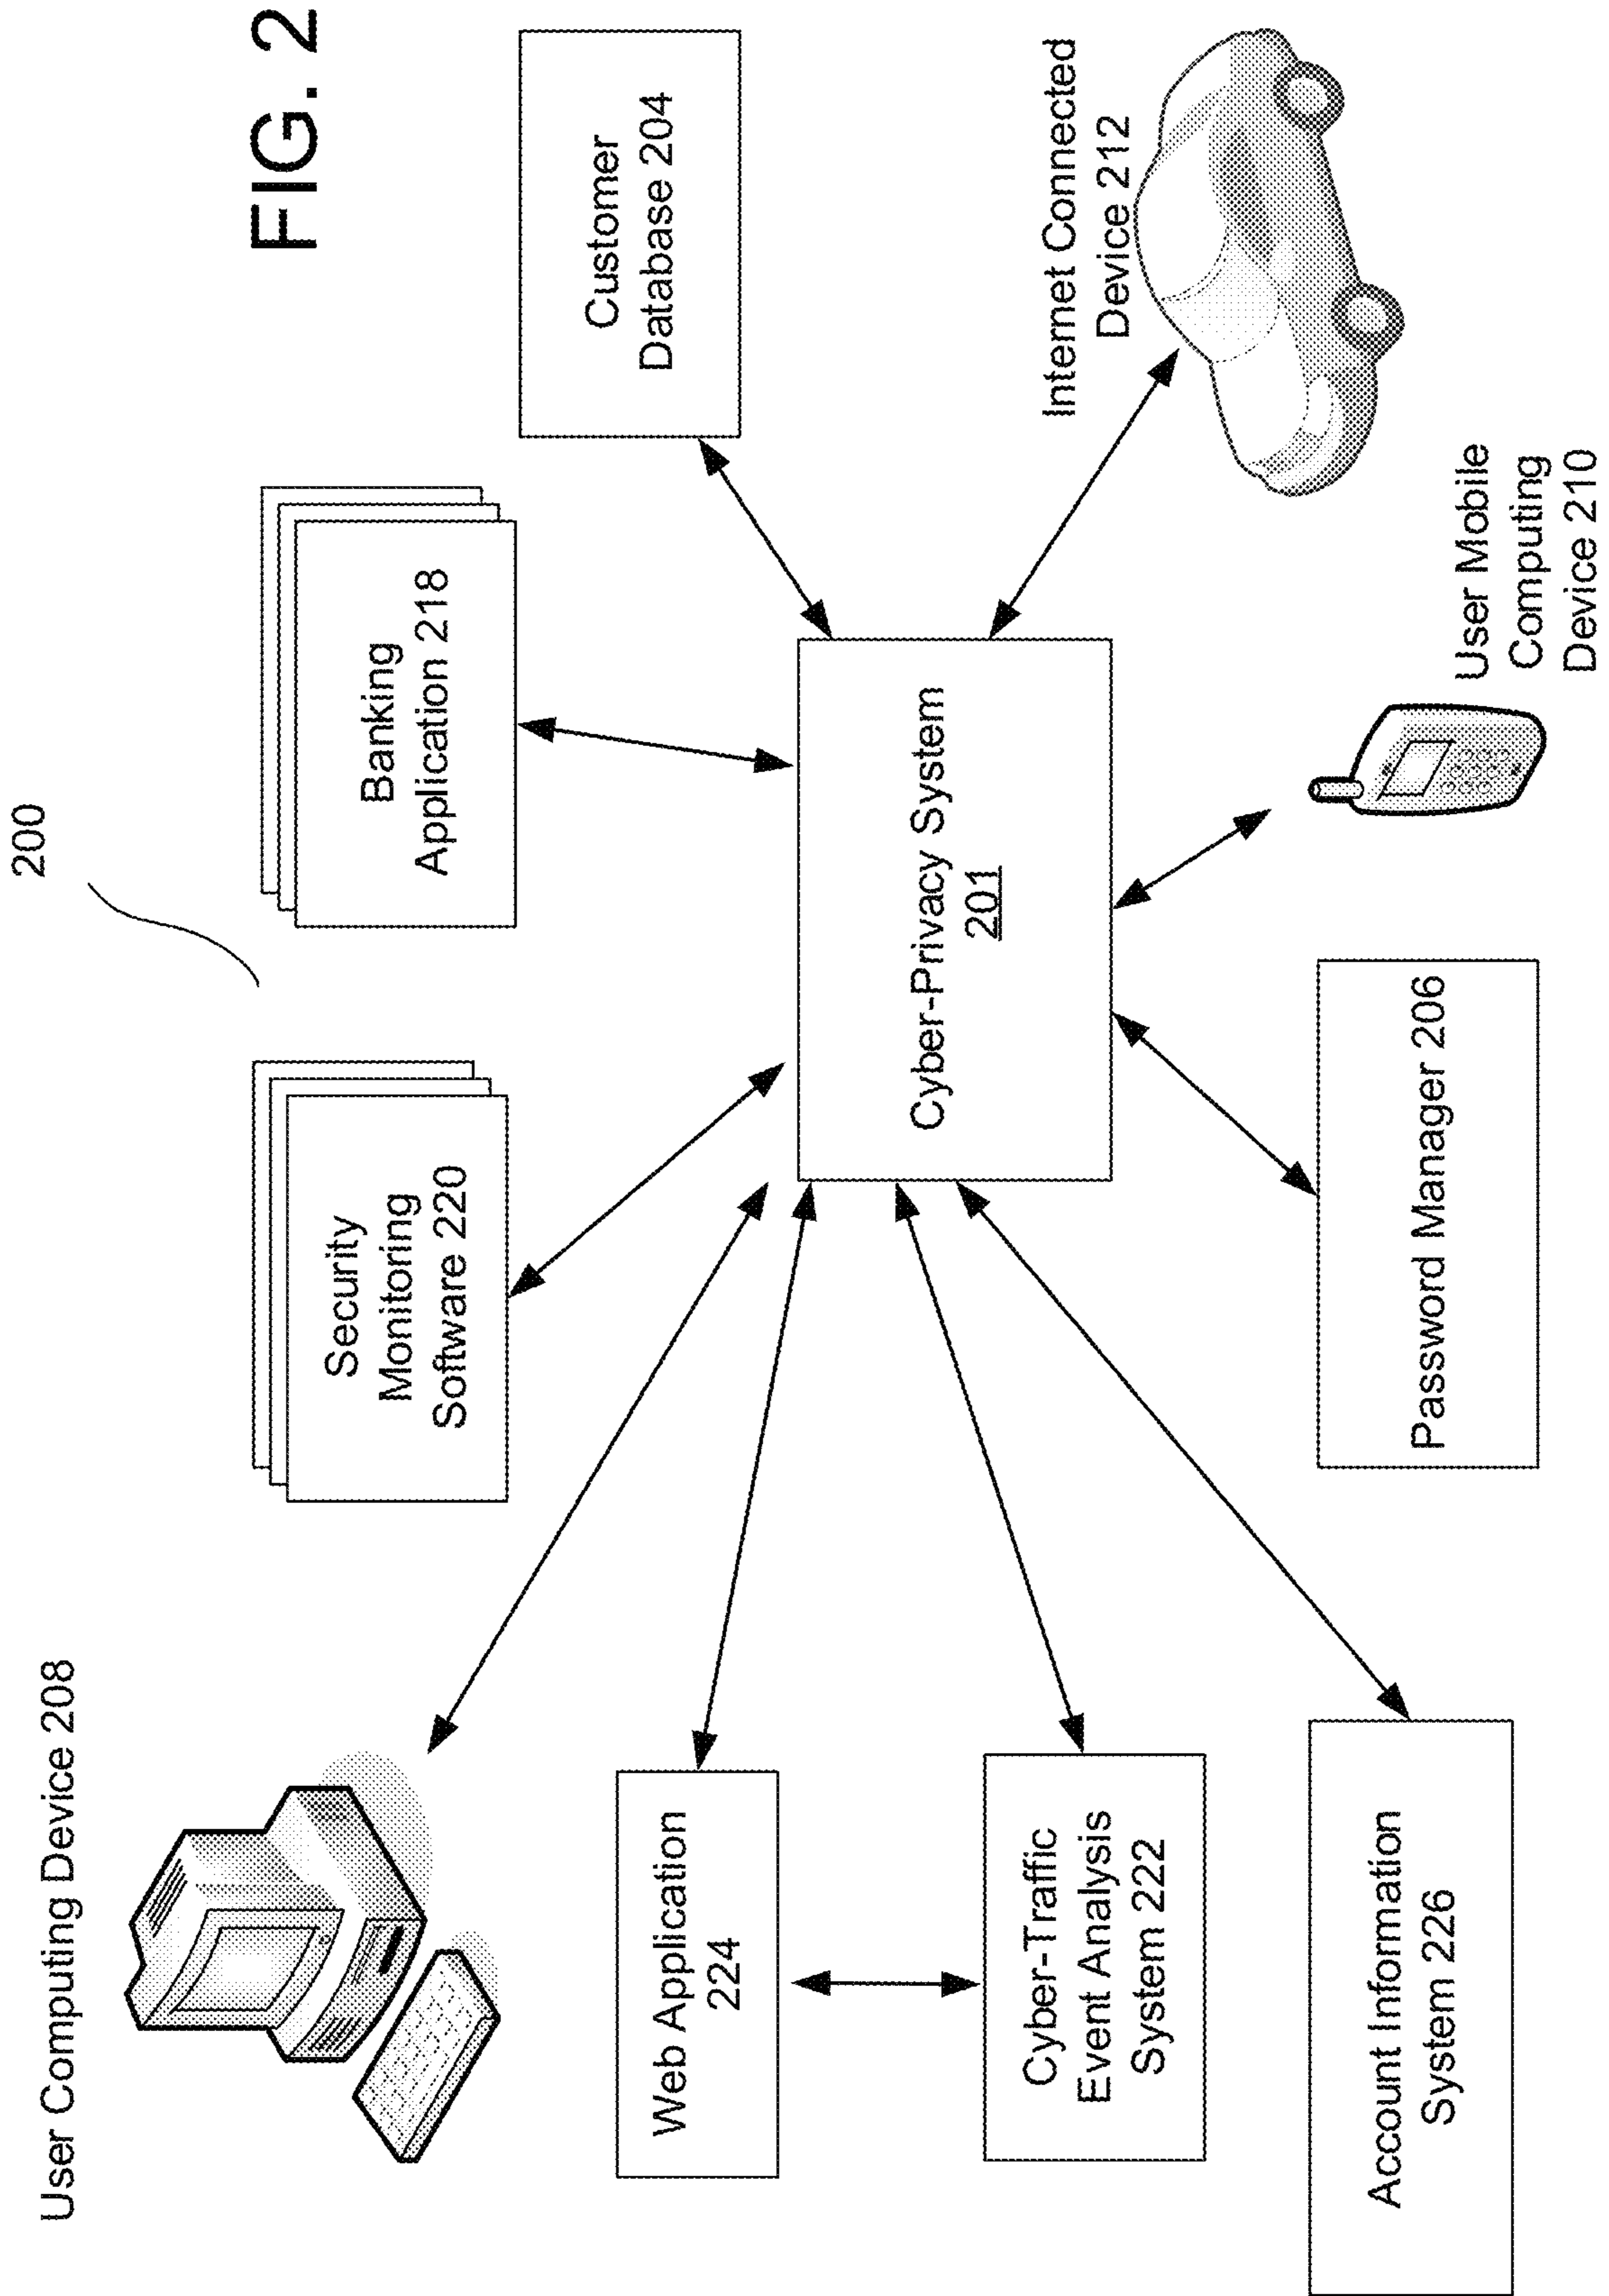 FIG. 2
200
User Computing Device 208
Security
Monitoring
Software 220
Banking
Application 218
Customer
Database 204
Web Application
224
Cyber-Privacy System
201
Internet Connected
Device 212
Cyber-Traffic
Event Analysis
System 222
Account Information
System 226
Password Manager 206
User Mobile
Computing
Device 210